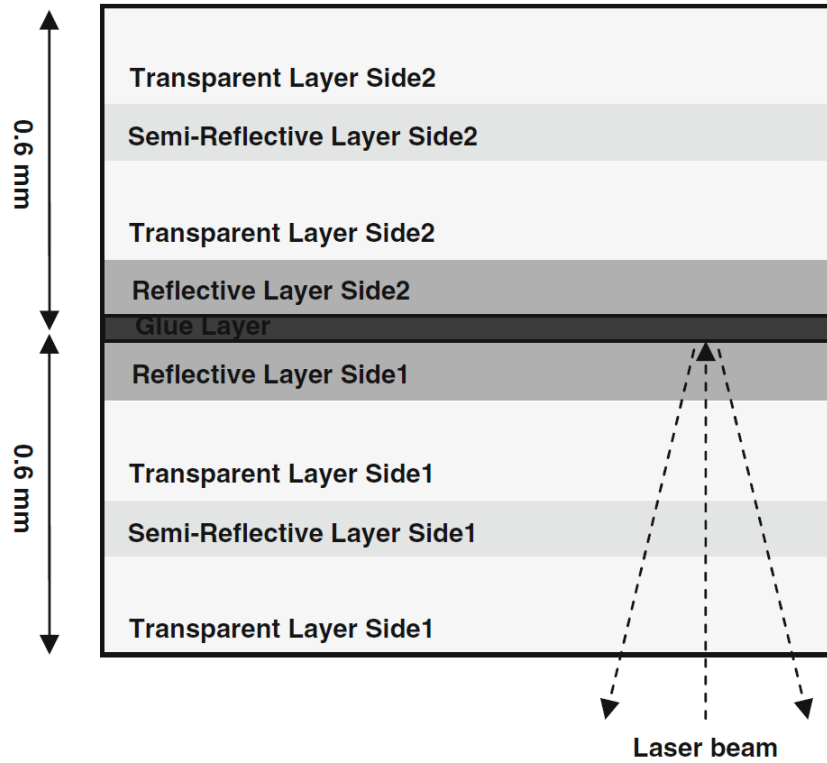 0.6 mm
Transparent Layer Side2
Semi-Reflective Layer Side2
Transparent Layer Side2
Reflective Layer Side2
Glue Layer
0.6 mm
Reflective Layer Side1
Transparent Layer Side1
Semi-Reflective Layer Side1
Transparent Layer Side1
Laser beam